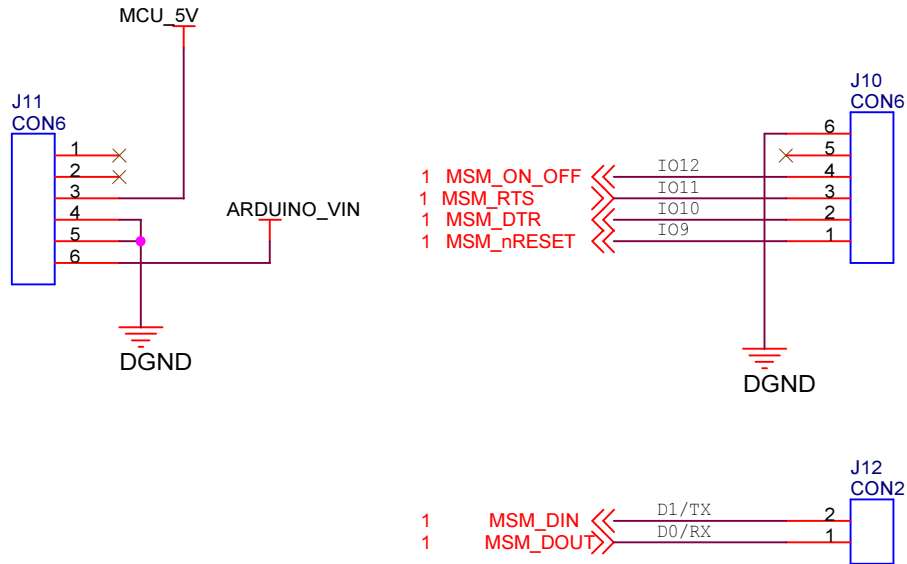 MCU_5V
J11
CON6
1
2
3
4
5
6
ARDUINO_VIN
DGND
J10
CON6
6
5
1 MSM_ON_OFF IO12 4
1 MSM_RTS IO11 3
1 MSM_DTR IO10 2
1 MSM_nRESET IO9 1
DGND
J12
CON2
1 MSM_DIN D1/TX 2
1 MSM_DOUT D0/RX 1